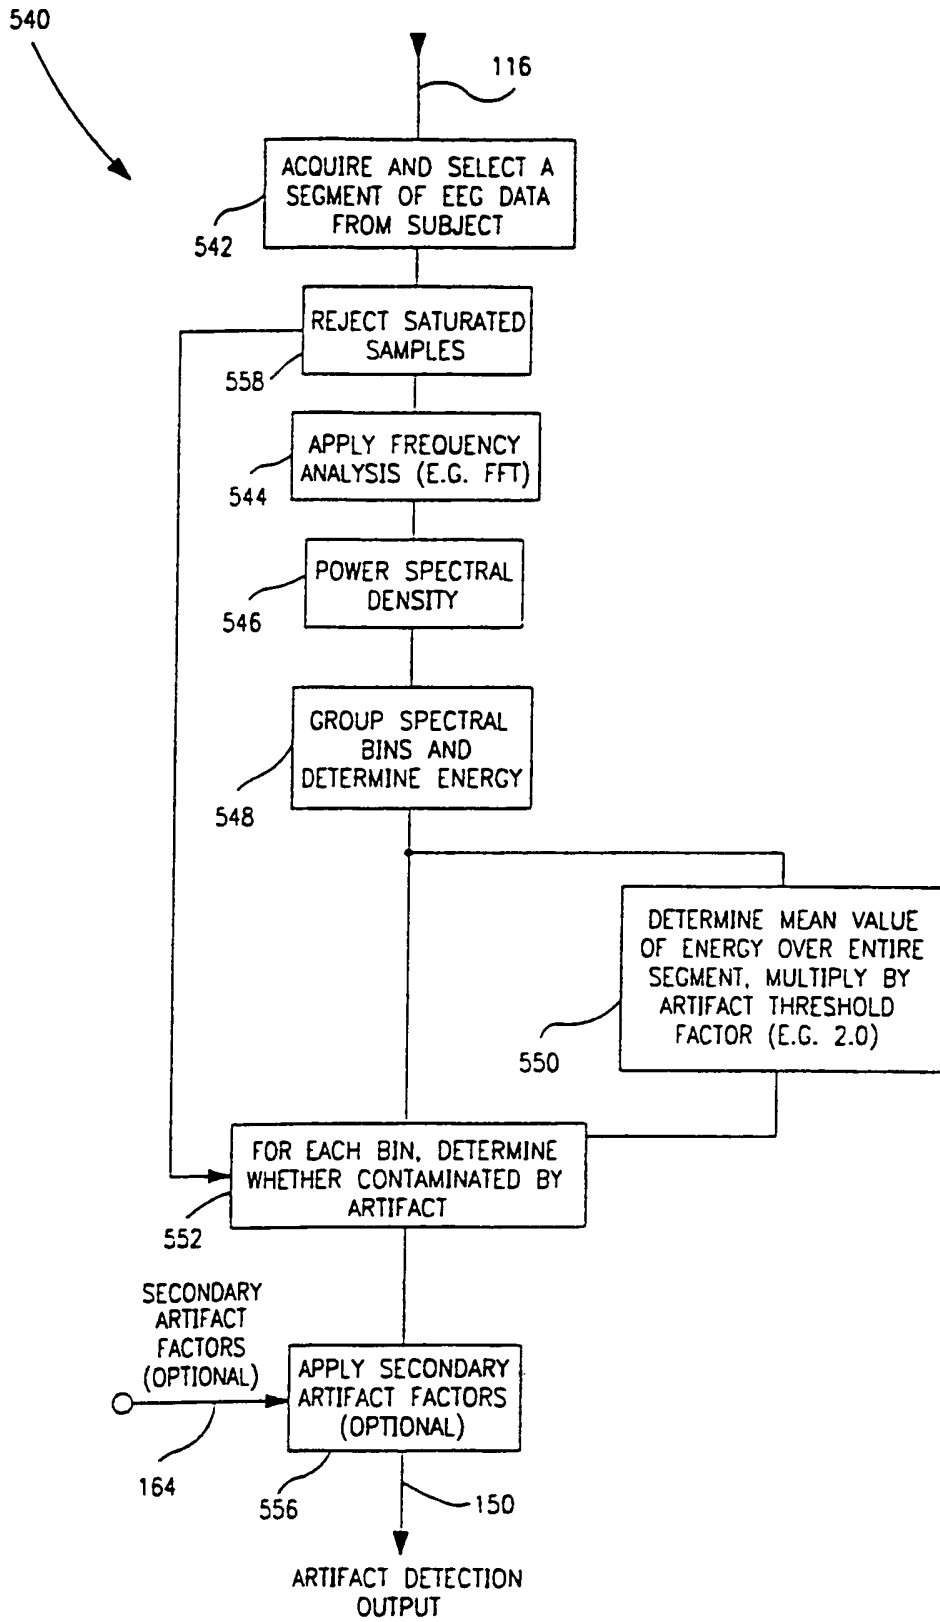 540
116
ACQUIRE AND SELECT A
SEGMENT OF EEG DATA
FROM SUBJECT
542
REJECT SATURATED
SAMPLES
558
APPLY FREQUENCY
ANALYSIS (E.G. FFT)
544
POWER SPECTRAL
DENSITY
546
GROUP SPECTRAL
BINS AND
DETERMINE ENERGY
548
DETERMINE MEAN VALUE
OF ENERGY OVER ENTIRE
SEGMENT, MULTIPLY BY
ARTIFACT THRESHOLD
FACTOR (E.G. 2.0)
550
FOR EACH BIN, DETERMINE
WHETHER CONTAMINATED BY
ARTIFACT
552
SECONDARY
ARTIFACT
FACTORS
(OPTIONAL)
164
APPLY SECONDARY
ARTIFACT FACTORS
(OPTIONAL)
556
150
ARTIFACT DETECTION
OUTPUT